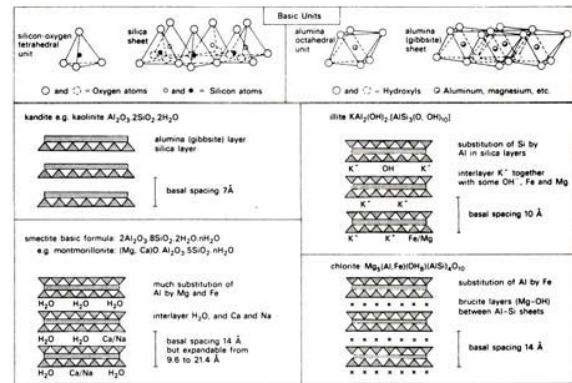 Basic Units
silicon-oxygen
tetrahedral
unit
silica
sheet
○ and ◌ = Oxygen atoms ○ and ● = Silicon atoms
alumina
octahedral
unit
alumina
(gibbsite)
sheet
○ and ◌ = Hydroxyls Aluminum, magnesium, etc.
kandite e.g. kaolinite Al₂O₃.2SiO₂.2H₂O
alumina (gibbsite) layer
silica layer
basal spacing 7Å
illite KAl₂(OH)₂.[AlSi₃(O, OH)₁₀]
substitution of Si by
Al in silica layers
K⁺ OH K⁺
interlayer K⁺ together
with some OH⁻, Fe and Mg
K⁺ K⁺
basal spacing 10 Å
K⁺ K⁺ Fe/Mg
smectite basic formula: 2Al₂O₃.8SiO₂.2H₂O.nH₂O
e.g. montmorillonite: (Mg, Ca)O.Al₂O₃.5SiO₂.nH₂O
much substitution of
Al by Mg and Fe
H₂O H₂O H₂O
interlayer H₂O, and Ca and Na
H₂O H₂O Ca/Na
basal spacing 14 Å
but expandable from
9.6 to 21.4 Å
H₂O Ca/Na H₂O
chlorite Mg₅(Al,Fe)(OH₈)(AlSi)₄O₁₀
substitution of Al by Fe
brucite layers (Mg-OH)
between Al-Si sheets
basal spacing 14 Å